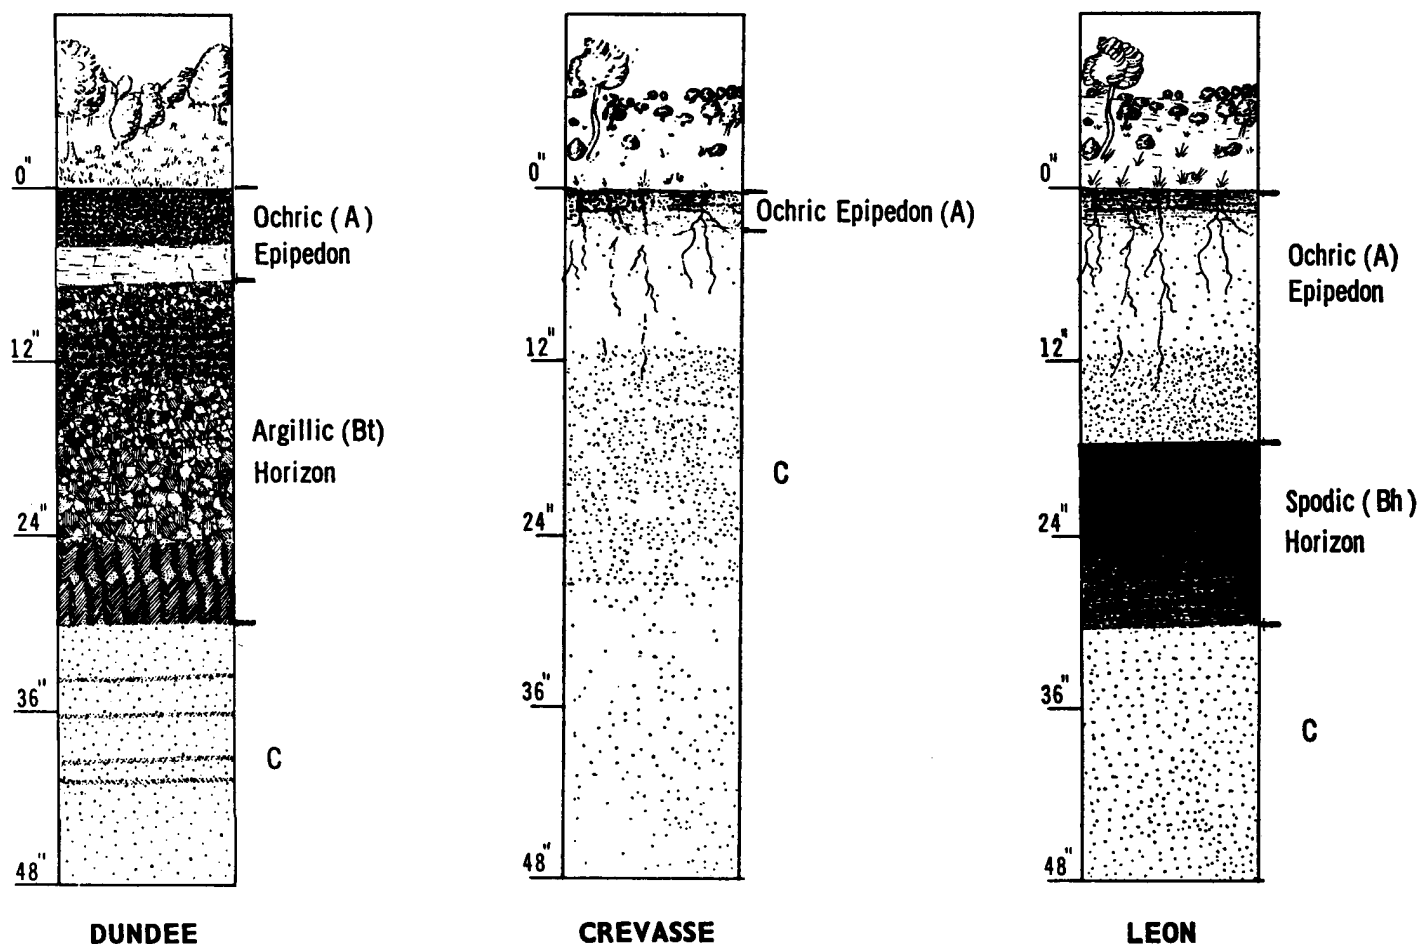 0"
Ochric (A)
Epipedon
12"
Argillic (Bt)
Horizon
24"
36"
C
48"
DUNDEE
0"
Ochric Epipedon (A)
12"
C
24"
36"
48"
CREVASSE
0"
Ochric (A)
Epipedon
12"
Spodic (Bh)
24"
Horizon
36"
C
48"
LEON